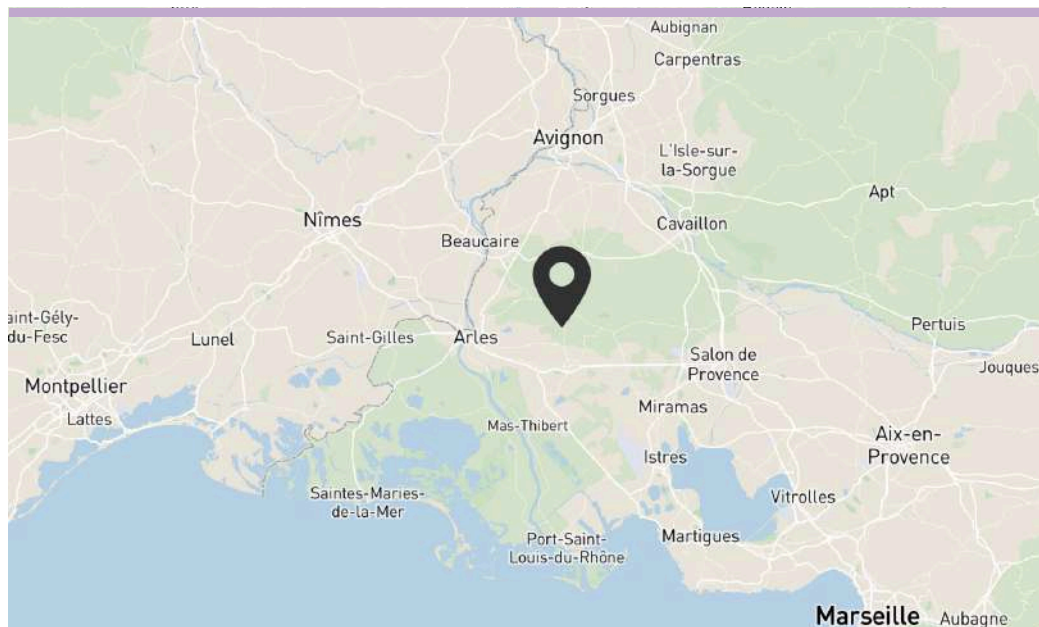 Aubignan
Carpentras
Sorgues
Avignon
L'Isle-sur-
la-Sorgue
Apt
Nîmes
Cavaillon
Beaucaire
aint-Gély-
du-Fesc
Lunel
Saint-Gilles
Arles
Pertuis
Salon de
Provence
Jouques
Montpellier
Lattes
Miramas
Mas-Thibert
Aix-en-
Provence
Istres
Saintes-Maries-
de-la-Mer
Vitrolles
Port-Saint-
Louis-du-Rhône
Martigues
Marseille
Aubagne